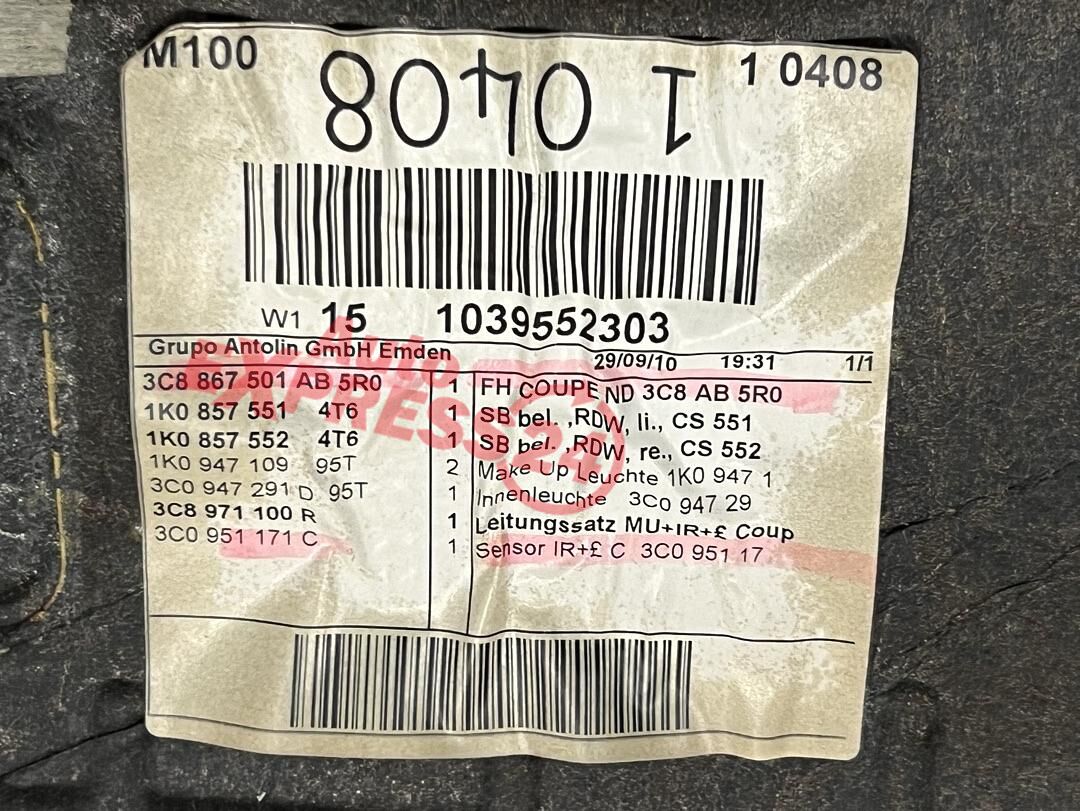 M100
1 0408
1 0408
W1 15 1039552303
Grupo Antolin GmbH Emden 29/09/10 19:31 1/1
3C8 867 501 AB 5R0 1 FH COUPE ND 3C8 AB 5R0
1K0 857 551 4T6 1 SB bel. ,RDW, li., CS 551
1K0 857 552 4T6 1 SB bel. ,RDW, re., CS 552
1K0 947 109 95T 2 Make Up Leuchte 1K0 947 1
3C0 947 291 D 95T 1 Innenleuchte 3C0 947 29
3C8 971 100 R 1 Leitungssatz MU+IR+£ Coup
3C0 951 171 C 1 Sensor IR+£ C 3C0 951 17
Auto
EXPRESS24